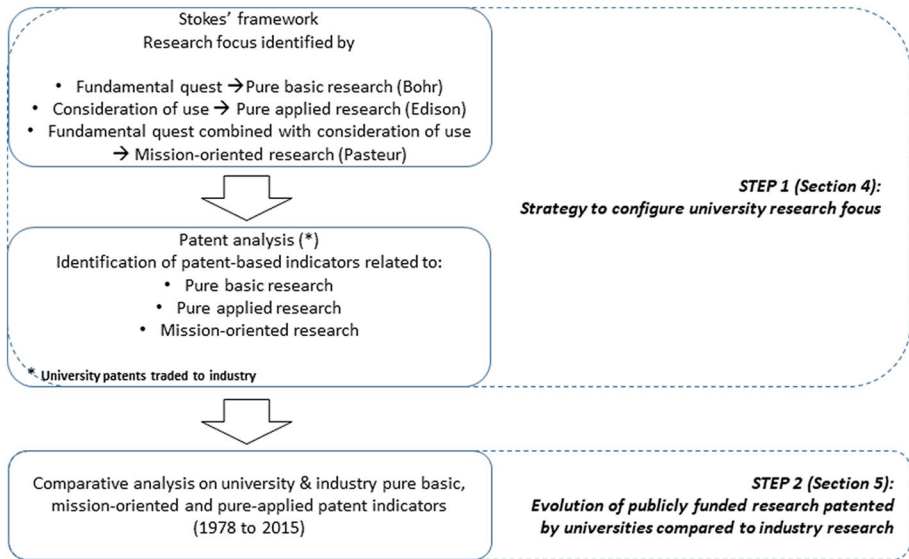 Stokes' framework
Research focus identified by
• Fundamental quest → Pure basic research (Bohr)
• Consideration of use → Pure applied research (Edison)
• Fundamental quest combined with consideration of use
→ Mission-oriented research (Pasteur)
STEP 1 (Section 4):
Strategy to configure university research focus
Patent analysis (*)
Identification of patent-based indicators related to:
• Pure basic research
• Pure applied research
• Mission-oriented research
* University patents traded to industry
Comparative analysis on university & industry pure basic,
mission-oriented and pure-applied patent indicators
(1978 to 2015)
STEP 2 (Section 5):
Evolution of publicly funded research patented
by universities compared to industry research